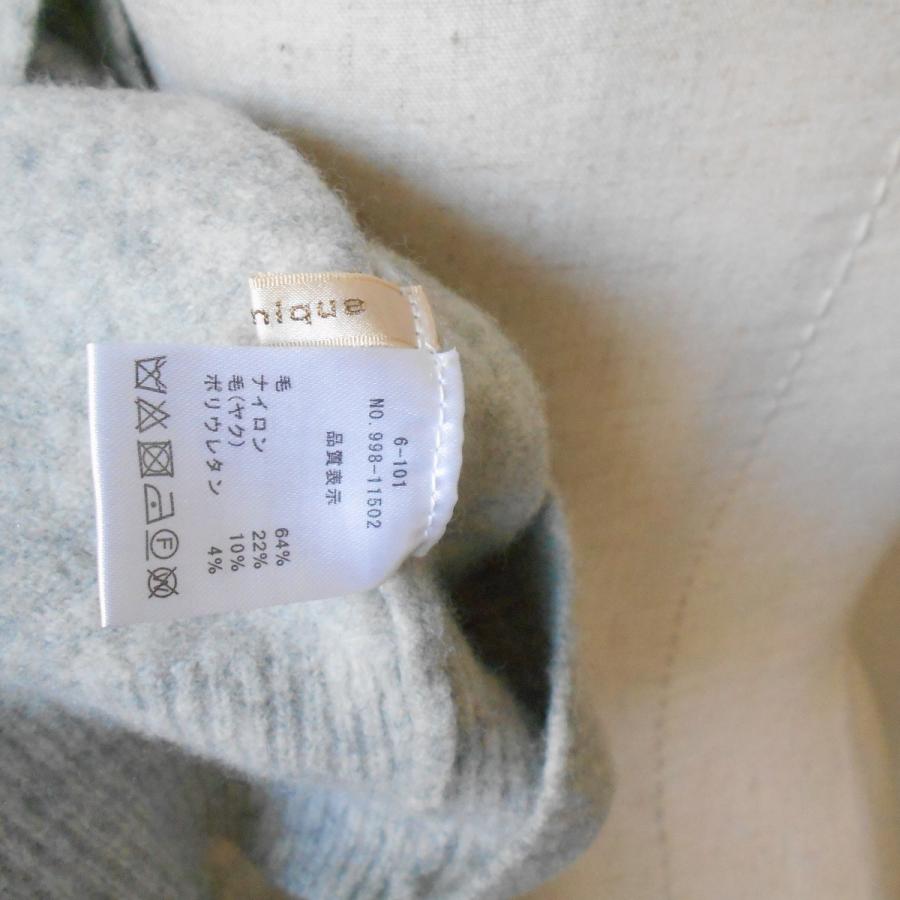 nique
6-101
NO.998-11502
品質表示
毛 64%
ナイロン 22%
毛(ヤク) 10%
ポリウレタン 4%
F
W